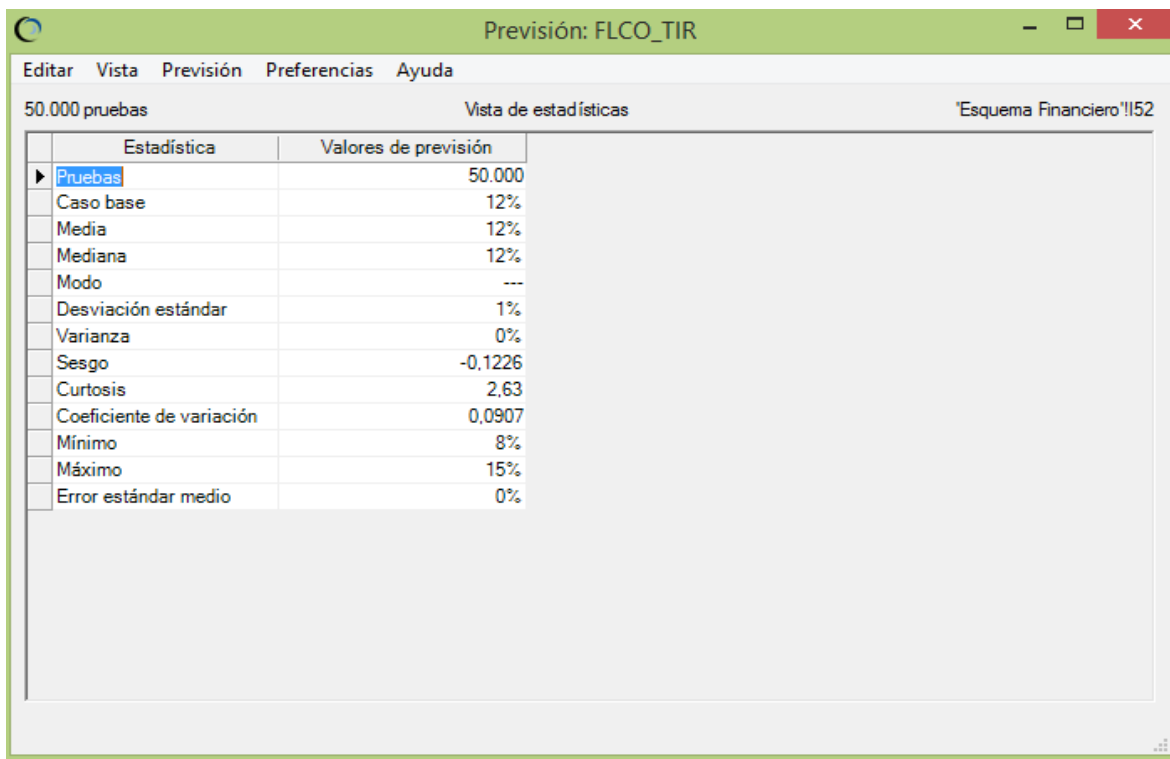 Previsión: FLCO_TIR
Editar Vista Previsión Preferencias Ayuda
50.000 pruebas Vista de estadísticas 'Esquema Financiero'!I52
Estadística Valores de previsión
Pruebas 50.000
Caso base 12%
Media 12%
Mediana 12%
Modo ---
Desviación estándar 1%
Varianza 0%
Sesgo -0,1226
Curtosis 2,63
Coeficiente de variación 0,0907
Mínimo 8%
Máximo 15%
Error estándar medio 0%